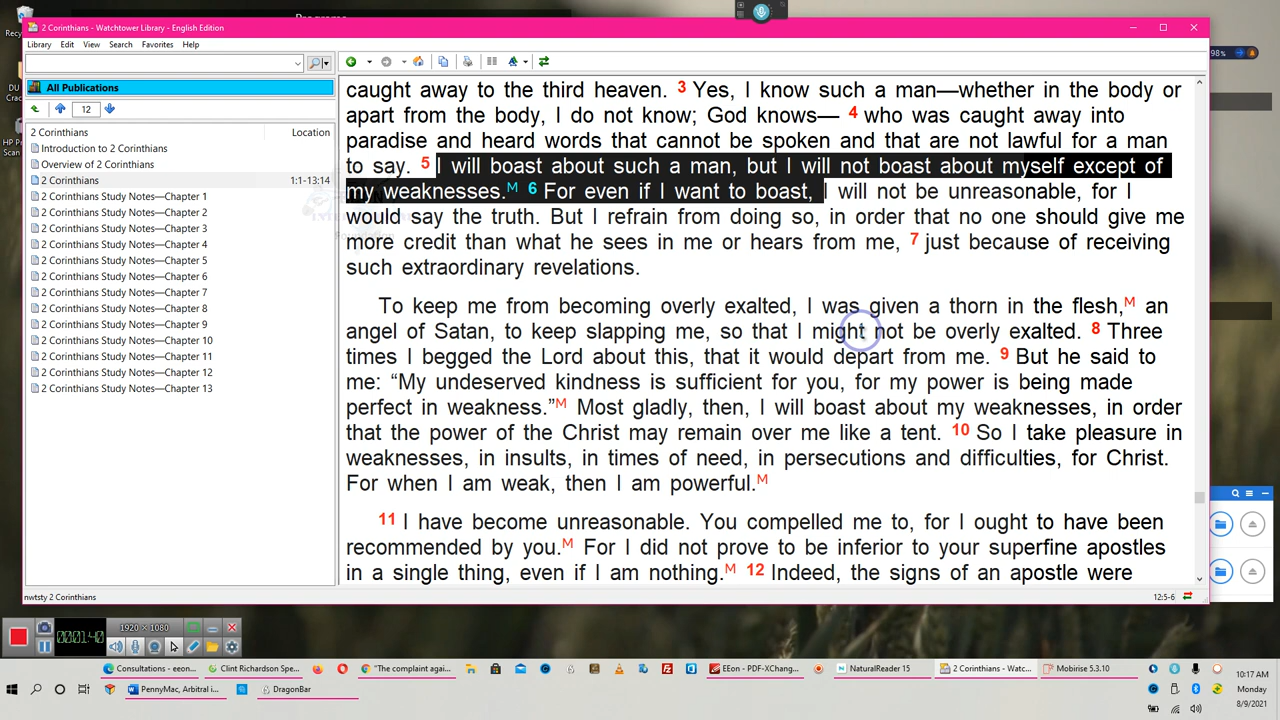 2 Corinthians - Watchtower Library - English Edition
98%
Library Edit View Search Favorites Help
All Publications
12
2 Corinthians Location
Introduction to 2 Corinthians
Overview of 2 Corinthians
2 Corinthians 1:1-13:14
2 Corinthians Study Notes—Chapter 1
2 Corinthians Study Notes—Chapter 2
2 Corinthians Study Notes—Chapter 3
2 Corinthians Study Notes—Chapter 4
2 Corinthians Study Notes—Chapter 5
2 Corinthians Study Notes—Chapter 6
2 Corinthians Study Notes—Chapter 7
2 Corinthians Study Notes—Chapter 8
2 Corinthians Study Notes—Chapter 9
2 Corinthians Study Notes—Chapter 10
2 Corinthians Study Notes—Chapter 11
2 Corinthians Study Notes—Chapter 12
2 Corinthians Study Notes—Chapter 13
caught away to the third heaven. 3 Yes, I know such a man—whether in the body or
apart from the body, I do not know; God knows— 4 who was caught away into
paradise and heard words that cannot be spoken and that are not lawful for a man
to say. 5 I will boast about such a man, but I will not boast about myself except of
my weaknesses.M 6 For even if I want to boast, I will not be unreasonable, for I
would say the truth. But I refrain from doing so, in order that no one should give me
more credit than what he sees in me or hears from me, 7 just because of receiving
such extraordinary revelations.
To keep me from becoming overly exalted, I was given a thorn in the flesh,M an
angel of Satan, to keep slapping me, so that I might not be overly exalted. 8 Three
times I begged the Lord about this, that it would depart from me. 9 But he said to
me: “My undeserved kindness is sufficient for you, for my power is being made
perfect in weakness.”M Most gladly, then, I will boast about my weaknesses, in order
that the power of the Christ may remain over me like a tent. 10 So I take pleasure in
weaknesses, in insults, in times of need, in persecutions and difficulties, for Christ.
For when I am weak, then I am powerful.M
11 I have become unreasonable. You compelled me to, for I ought to have been
recommended by you.M For I did not prove to be inferior to your superfine apostles
in a single thing, even if I am nothing.M 12 Indeed, the signs of an apostle were
nwtsty 2 Corinthians 12:5-6
1920 × 1080
000:1:40
Consultations - eeon... Clint Richardson Spe... "The complaint agai... EEon - PDF-XChang... NaturalReader 15 2 Corinthians - Watc... Mobirise 5.3.10
PennyMac, Arbitral i... DragonBar
10:17 AM
Monday
8/9/2021